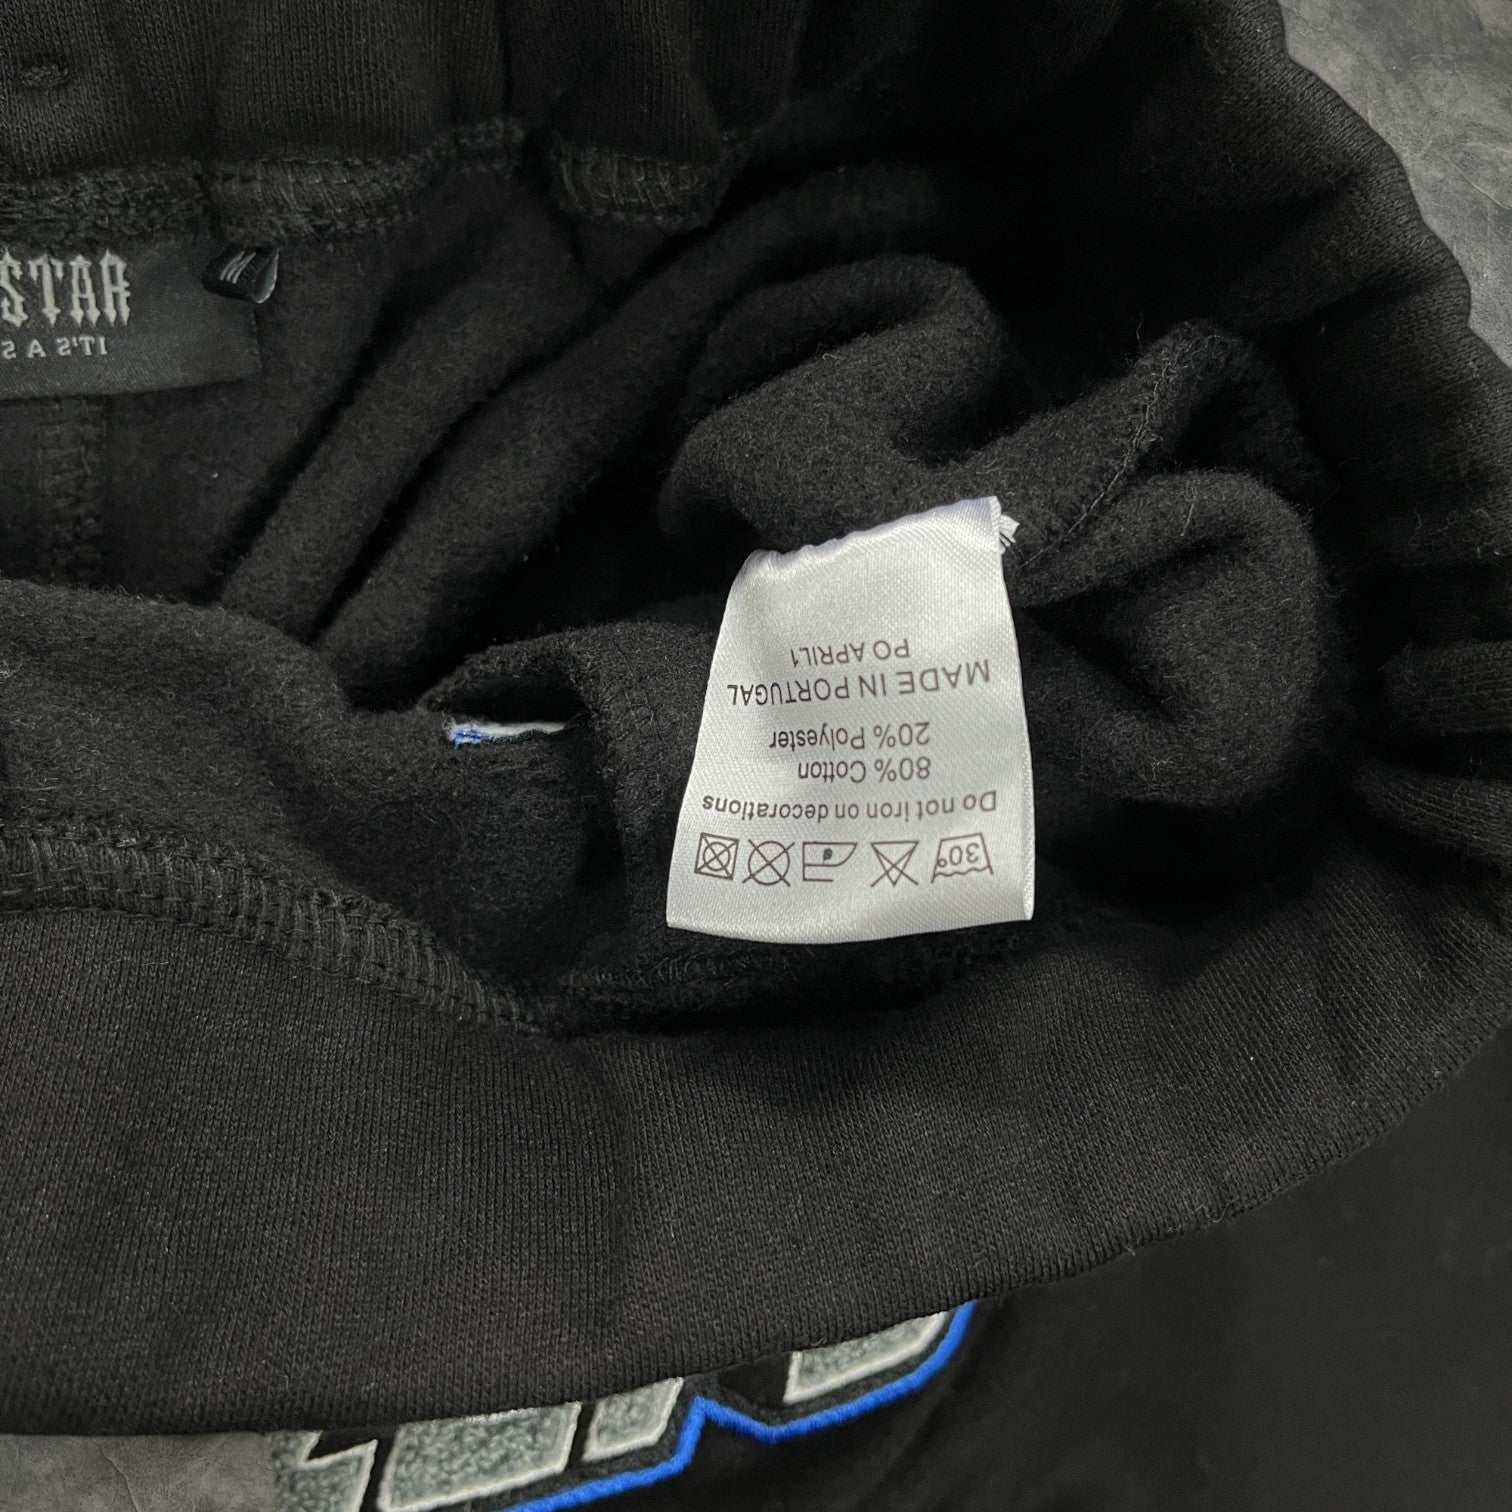 STAR
IT'S A S
M
30°
Do not iron on decorations
80% Cotton
20% Polyester
MADE IN PORTUGAL
PO APRIL1